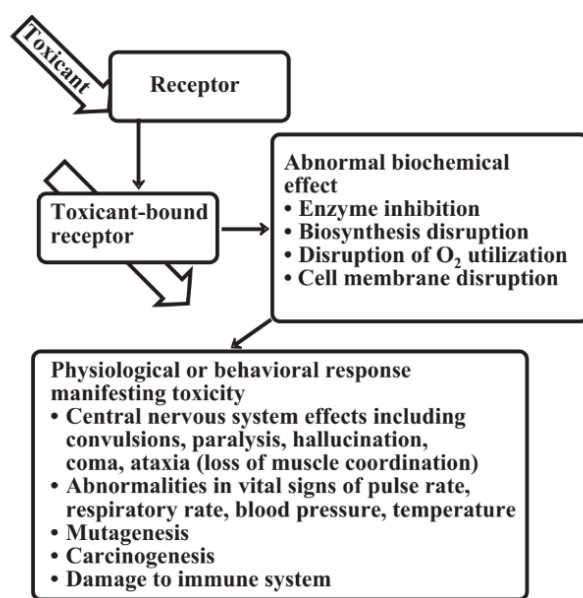 Toxicant
Receptor
Toxicant-bound
receptor
Abnormal biochemical
effect
• Enzyme inhibition
• Biosynthesis disruption
• Disruption of O₂ utilization
• Cell membrane disruption
Physiological or behavioral response
manifesting toxicity
• Central nervous system effects including
convulsions, paralysis, hallucination,
coma, ataxia (loss of muscle coordination)
• Abnormalities in vital signs of pulse rate,
respiratory rate, blood pressure, temperature
• Mutagenesis
• Carcinogenesis
• Damage to immune system